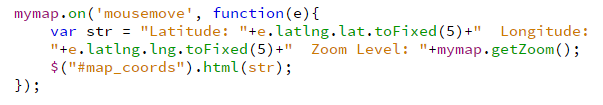 mymap.on('mousemove', function(e){
var str = "Latitude: "+e.latlng.lat.toFixed(5)+"  Longitude:
"+e.latlng.lng.toFixed(5)+"  Zoom Level: "+mymap.getZoom();
$("#map_coords").html(str);
});